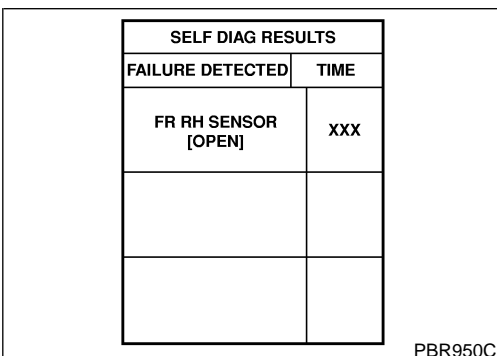 SELF DIAG RESULTS
FAILURE DETECTED TIME
FR RH SENSOR
[OPEN]
XXX
PBR950C